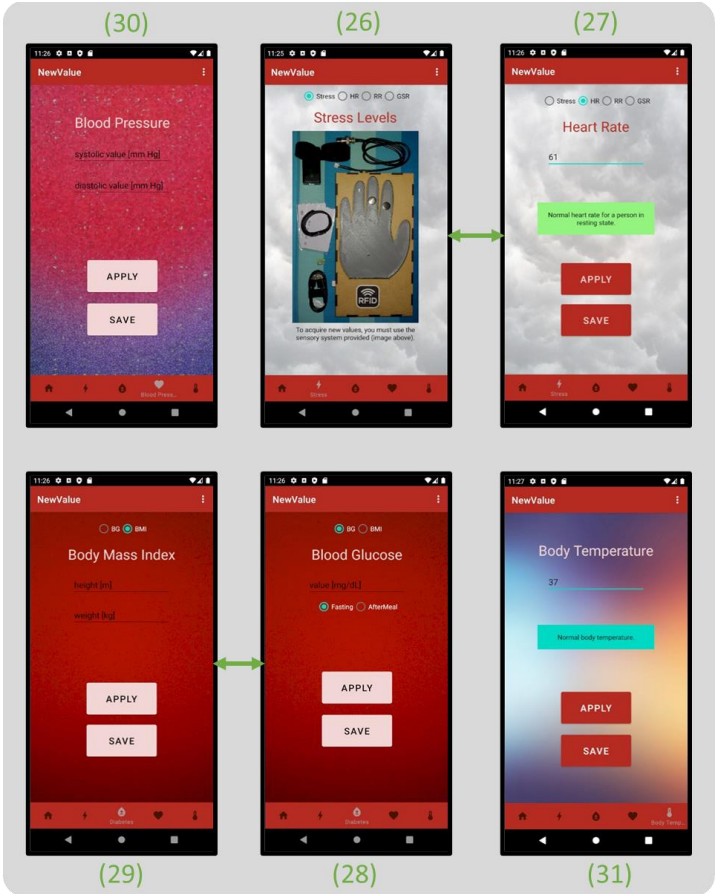 (30)
(26)
(27)
11:26
NewValue
Blood Pressure
systolic value [mm Hg]
diastolic value [mm Hg]
APPLY
SAVE
Blood Press...
11:25
NewValue
Stress HR RR GSR
Stress Levels
RFID
To acquire new values, you must use the
sensory system provided (image above).
Stress
11:26
NewValue
Stress HR RR GSR
Heart Rate
61
Normal heart rate for a person in
resting state.
APPLY
SAVE
Stress
11:26
NewValue
BG BMI
Body Mass Index
height [m]
weight [kg]
APPLY
SAVE
Diabetes
11:26
NewValue
BG BMI
Blood Glucose
value [mg/dL]
Fasting AfterMeal
APPLY
SAVE
Diabetes
11:27
NewValue
Body Temperature
37
Normal body temperature.
APPLY
SAVE
Body Temp...
(29)
(28)
(31)